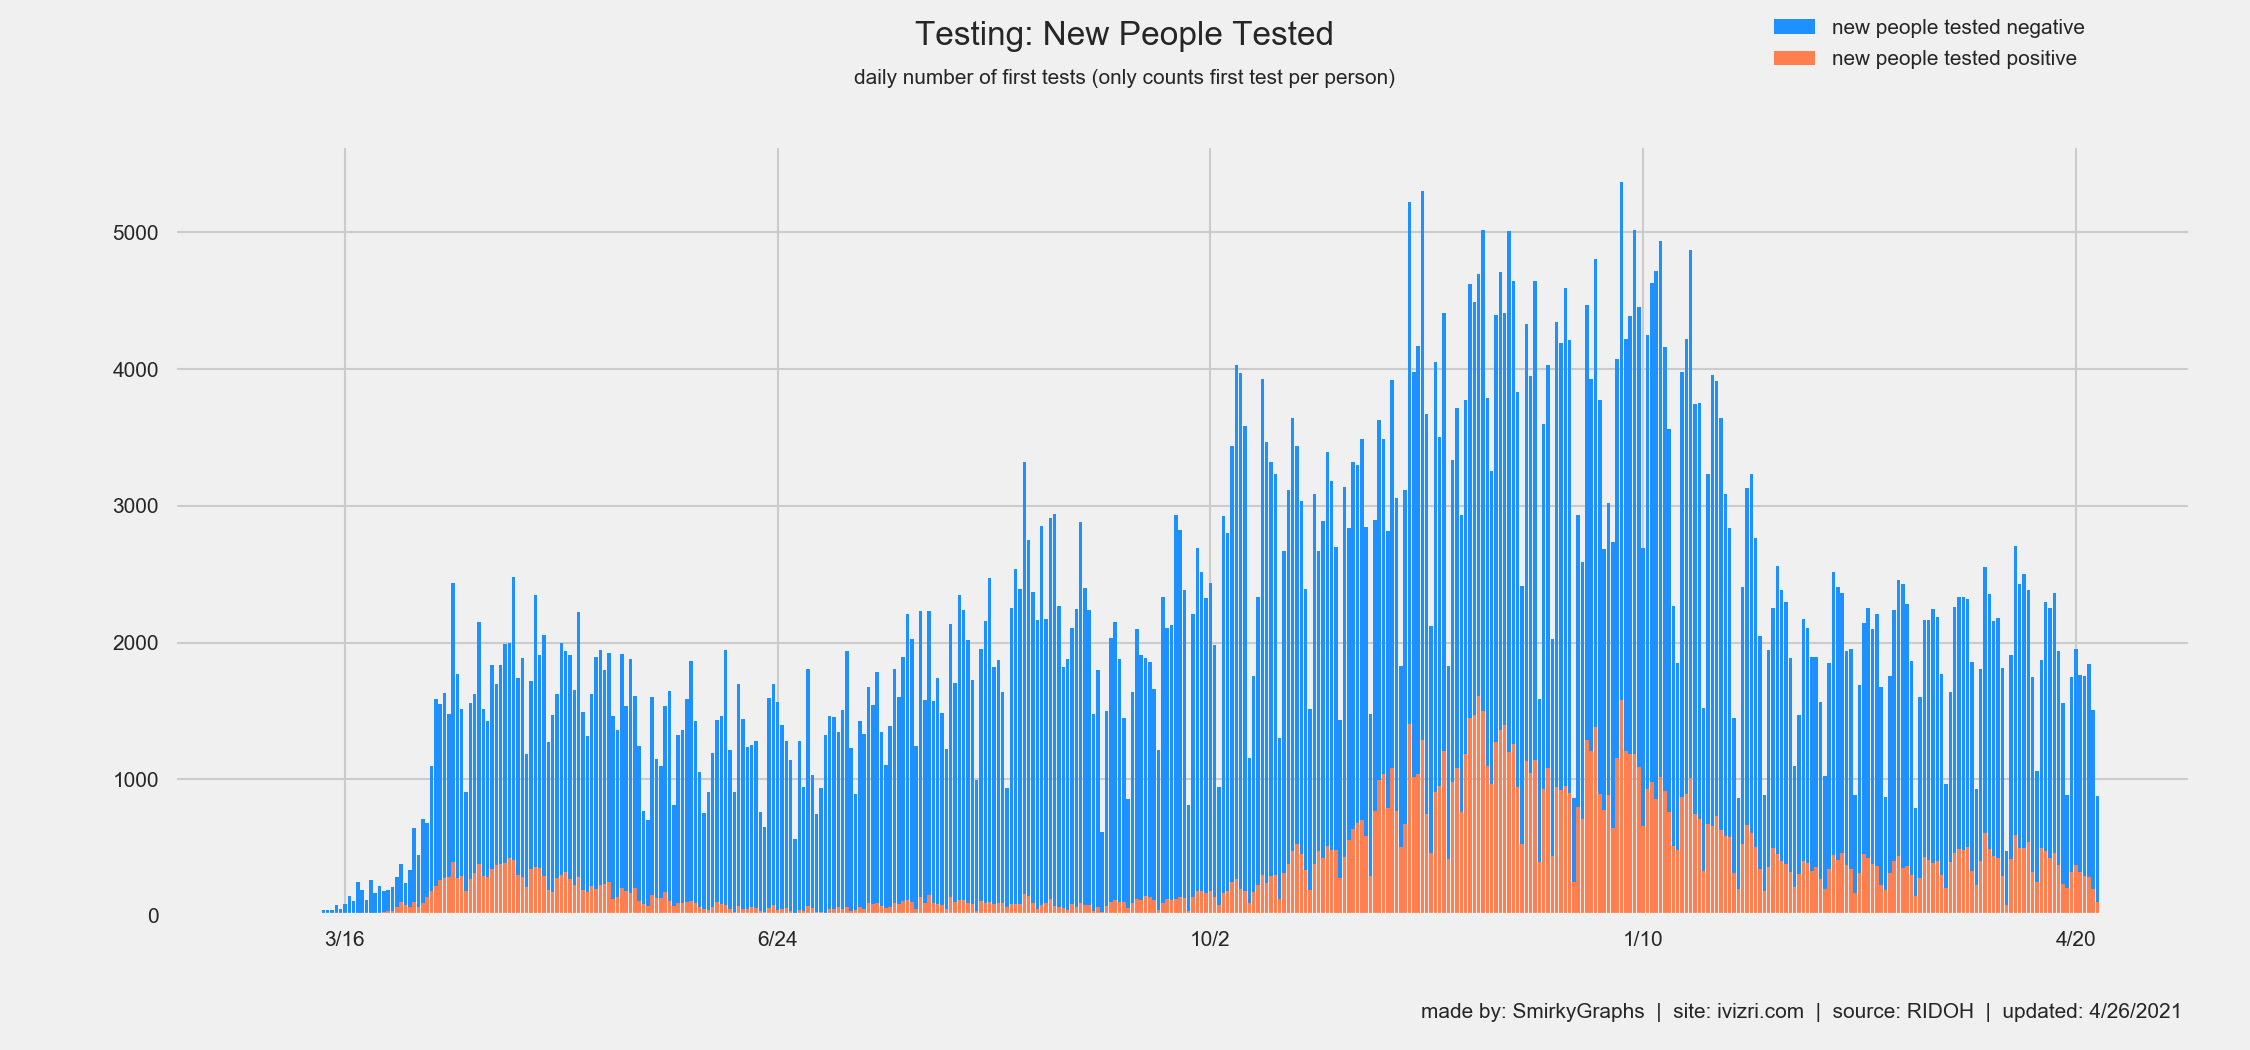 Testing: New People Tested
daily number of first tests (only counts first test per person)
new people tested negative
new people tested positive
5000
4000
3000
2000
1000
0
3/16 6/24 10/2 1/10 4/20
made by: SmirkyGraphs | site: ivizri.com | source: RIDOH | updated: 4/26/2021